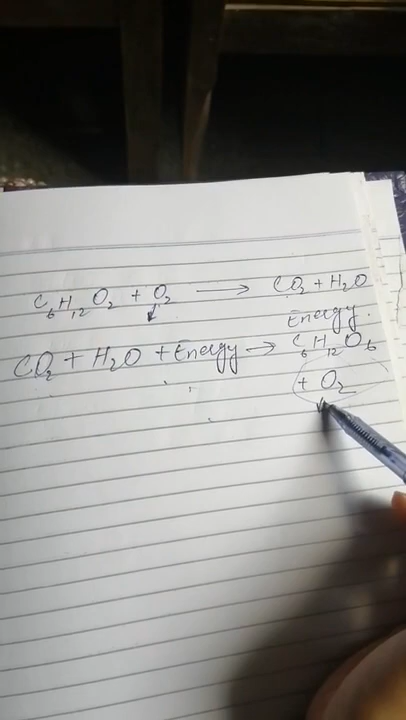 C6H12O2 + O2 → CO2 + H2O
Energy.
CO2 + H2O + Energy → C6H12O6
+ O2